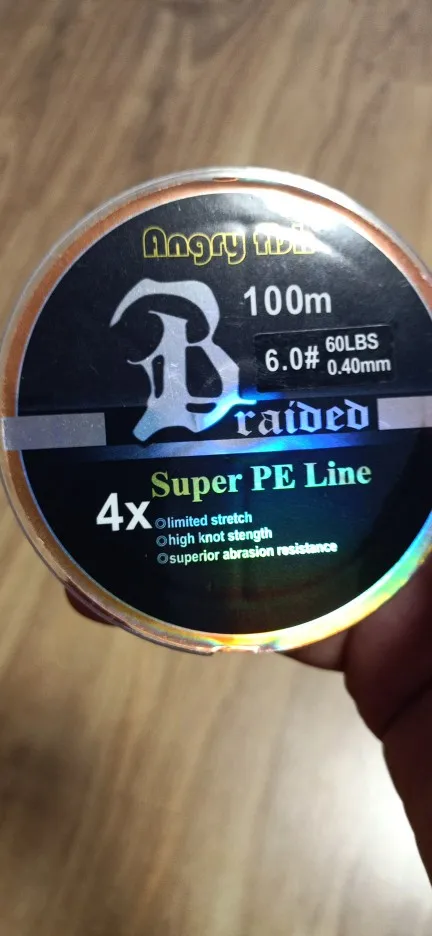 Angry fish
100m
6.0# 60LBS
0.40mm
Braided
Super PE Line
4x
limited stretch
high knot stength
superior abrasion resistance